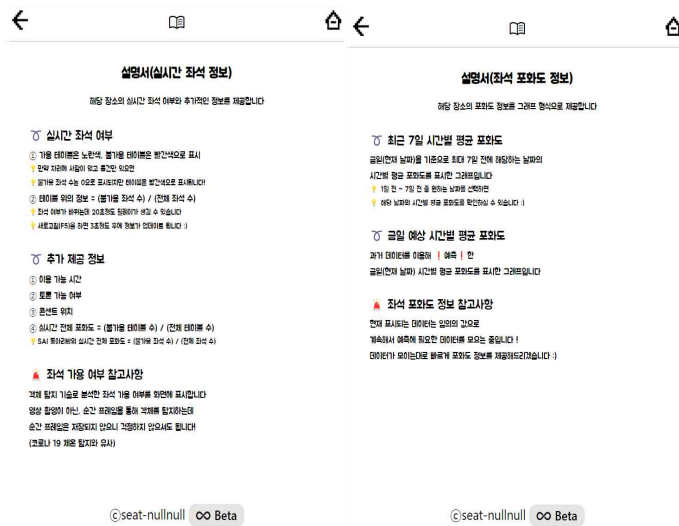 설명서(실시간 좌석 정보)
해당 장소의 실시간 좌석 여부와 추가적인 정보를 제공합니다
➰ 실시간 좌석 여부
① 가용 테이블은 노란색, 불가용 테이블은 빨간색으로 표시
💡 만약 자리에 사람이 없고 물건만 있으면
💡 불가용 좌석 수는 0으로 표시되지만 테이블은 빨간색으로 표시됩니다!
② 테이블 위의 정보 = (불가용 좌석 수) / (전체 좌석 수)
💡 좌석 여부가 바뀌는데 20초정도 딜레이가 생길 수 있습니다
💡 새로고침(F5)을 하면 3초정도 후에 정보가 업데이트 됩니다 :)
➰ 추가 제공 정보
① 이용 가능 시간
② 토론 가능 여부
③ 콘센트 위치
④ 실시간 전체 포화도 = (불가용 테이블 수) / (전체 테이블 수)
💡 SAI 동아리방의 실시간 전체 포화도 = (불가용 좌석 수) / (전체 좌석 수)
🚨 좌석 가용 여부 참고사항
객체 탐지 기술로 분석한 좌석 가용 여부를 화면에 표시합니다
영상 촬영이 아닌, 순간 프레임을 통해 객체를 탐지하는데
순간 프레임은 저장되지 않으니 걱정하지 않으셔도 됩니다!
(코로나 19 체온 탐지와 유사)
ⓒseat-nullnull ∞ Beta
설명서(좌석 포화도 정보)
해당 장소의 포화도 정보를 그래프 형식으로 제공합니다
➰ 최근 7일 시간별 평균 포화도
금일(현재 날짜)을 기준으로 최대 7일 전에 해당하는 날짜의
시간별 평균 포화도를 표시한 그래프입니다
💡 1일 전 ~ 7일 전 중 원하는 날짜를 선택하면
💡 해당 날짜의 시간별 평균 포화도를 확인하실 수 있습니다 :)
➰ 금일 예상 시간별 평균 포화도
과거 데이터를 이용해 ❗예측❗한
금일(현재 날짜) 시간별 평균 포화도를 표시한 그래프입니다
🚨 좌석 포화도 정보 참고사항
현재 표시되는 데이터는 임의의 값으로
계속해서 예측에 필요한 데이터를 모으는 중입니다 !
데이터가 모이는대로 바르게 포화도 정보를 제공해드리겠습니다 :)
ⓒseat-nullnull ∞ Beta